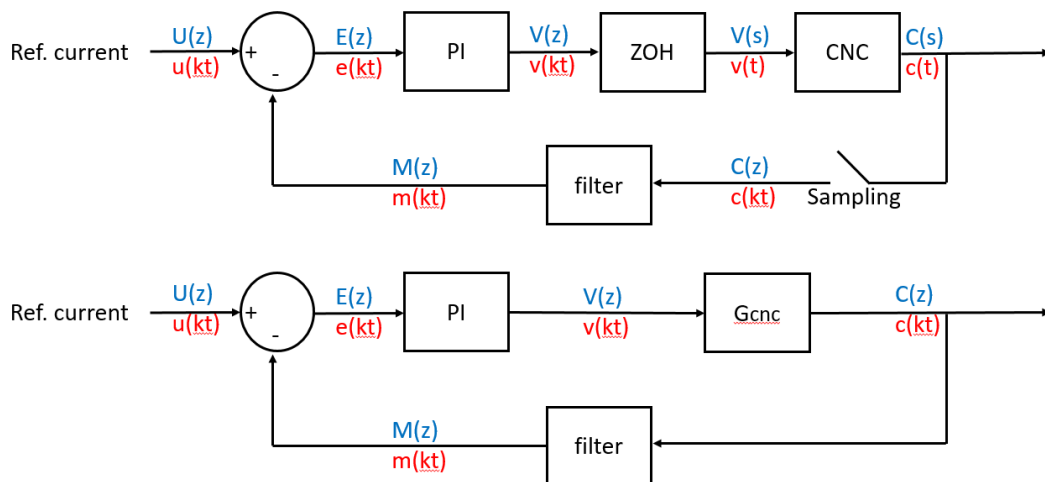 U(z)
E(z)
V(z)
V(s)
C(s)
Ref. current
+
PI
ZOH
CNC
u(kt)
-
e(kt)
v(kt)
v(t)
c(t)
M(z)
filter
C(z)
m(kt)
c(kt)
Sampling
U(z)
E(z)
V(z)
C(z)
Ref. current
+
PI
Gcnc
u(kt)
-
e(kt)
v(kt)
c(kt)
M(z)
filter
m(kt)